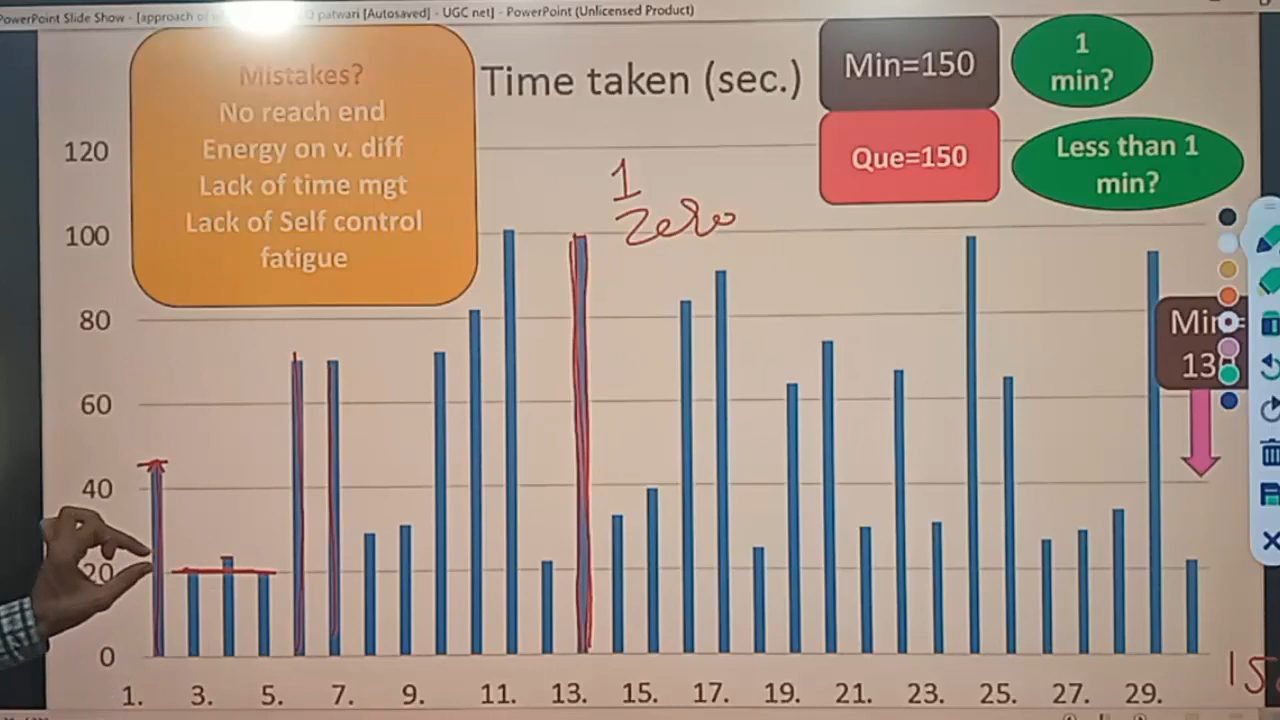 PowerPoint Slide Show - [approach of
patwari [Autosaved] - UGC net] - PowerPoint (Unlicensed Product)
Mistakes?
No reach end
Energy on v. diff
Lack of time mgt
Lack of Self control
fatigue
Time taken (sec.)
Min=150
1
min?
Que=150
Less than 1
min?
1
Zero
120
100
80
60
40
20
0
Min=
1. 3. 5. 7. 9. 11. 13. 15. 17. 19. 21. 23. 25. 27. 29.